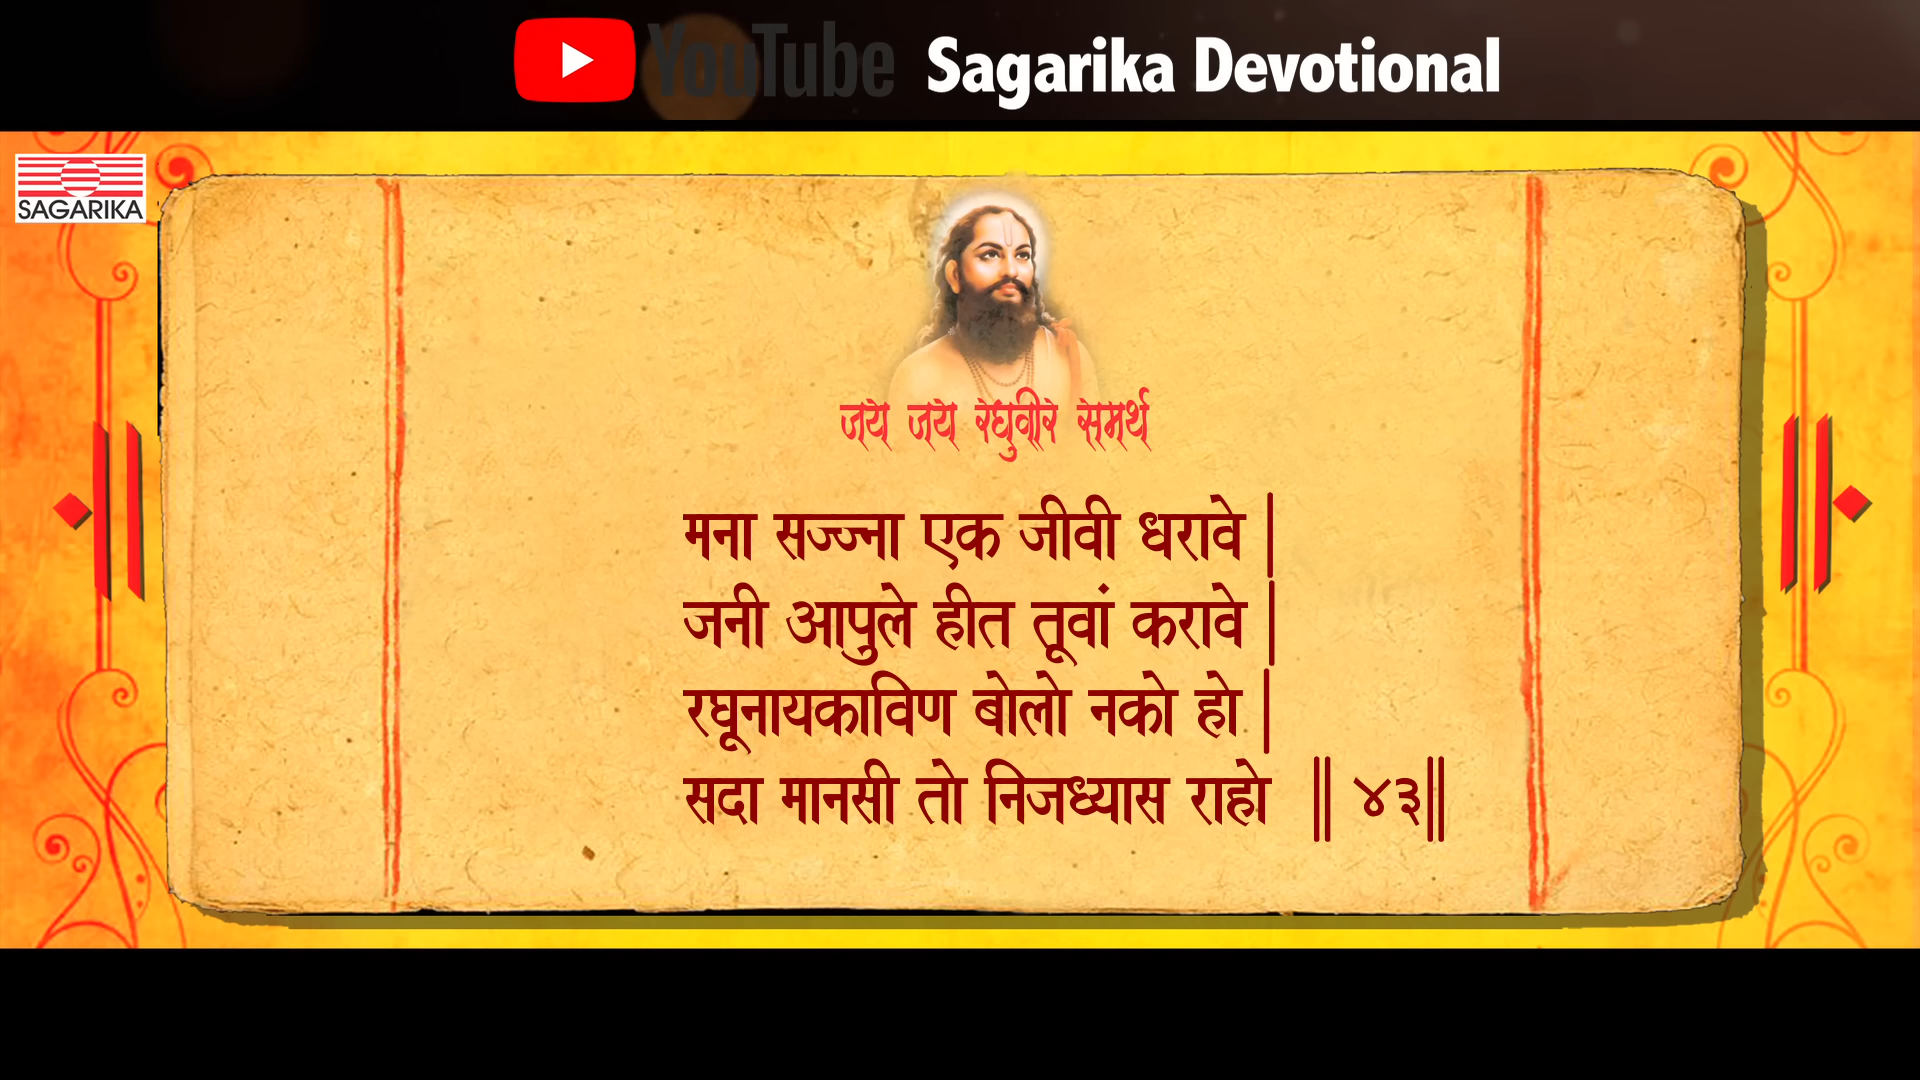 YouTube Sagarika Devotional
SAGARIKA
जय जय रघुवीर समर्थ
मना सज्ज्ना एक जीवी धरावे |
जनी आपुले हीत तूवां करावे |
रघूनायकाविण बोलो नको हो |
सदा मानसी तो निजध्यास राहो || ४३||